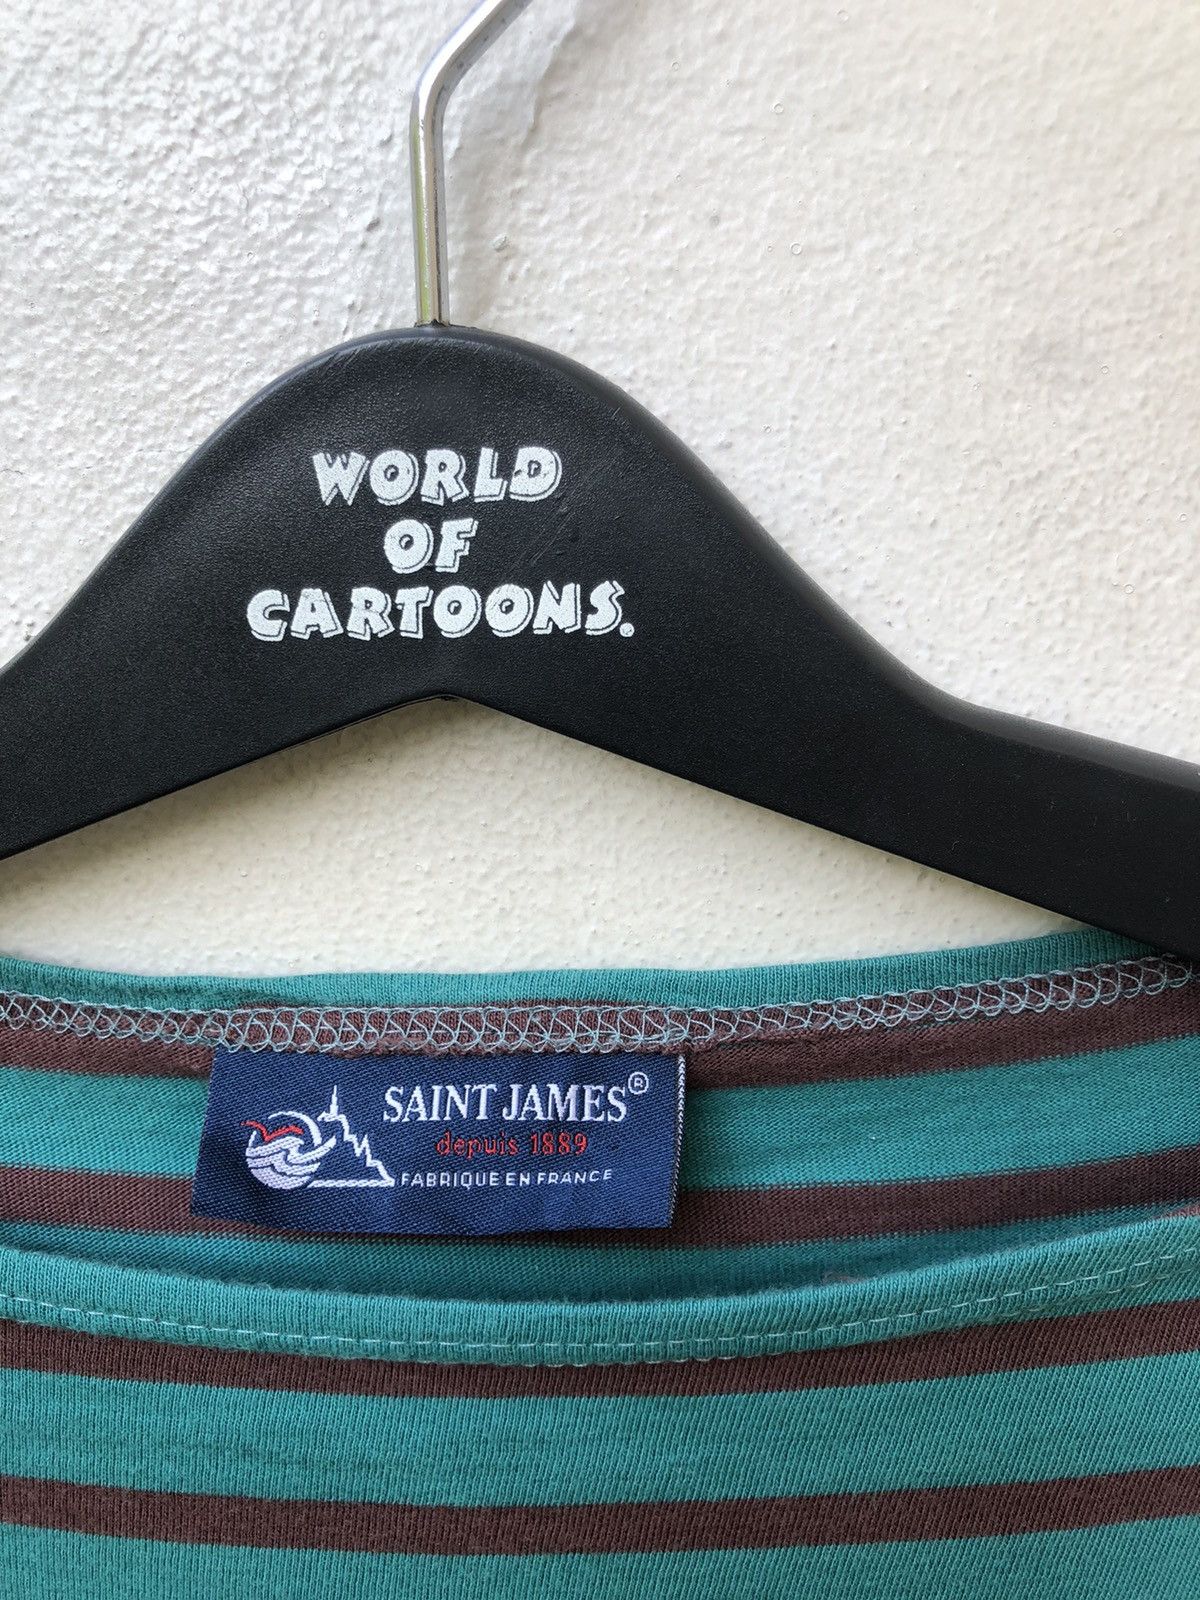 WORLD
OF
CARTOONS.
SAINT JAMES®
depuis 1889
FABRIQUE EN FRANCE